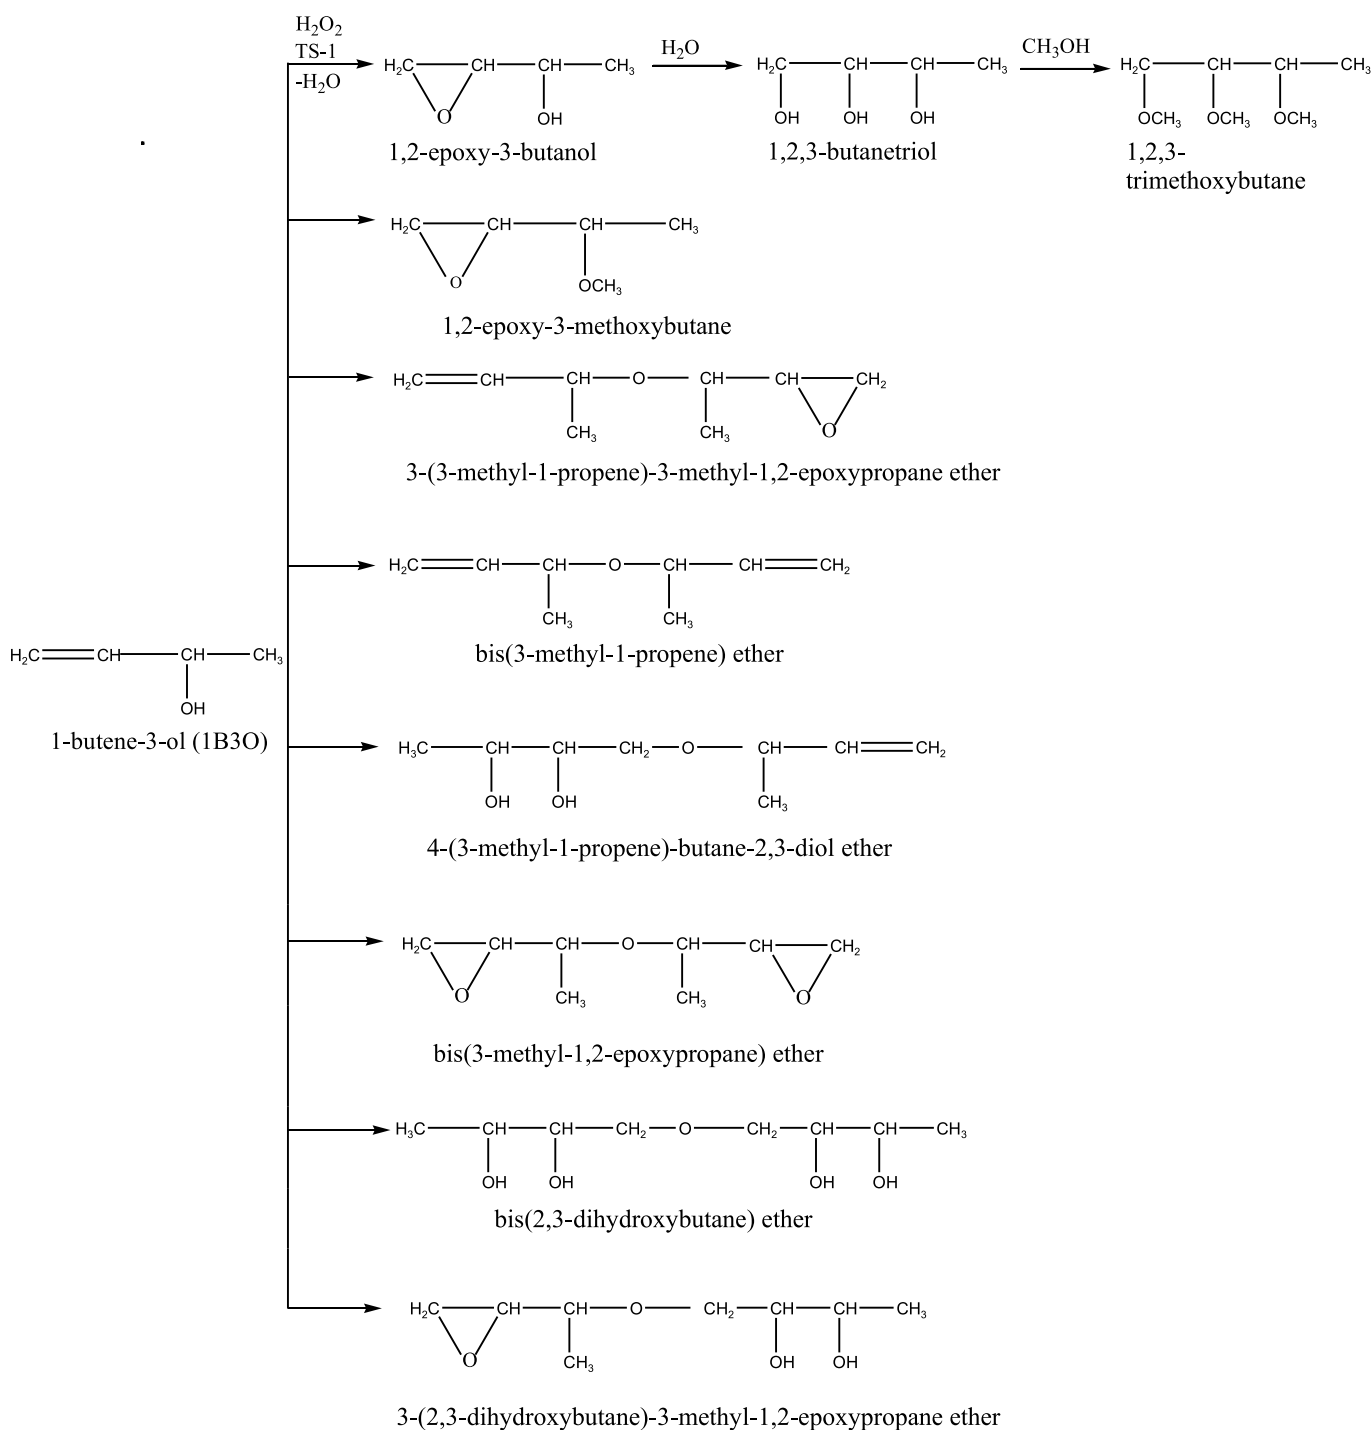 H₂O₂
TS-1
-H₂O
H₂C CH CH CH₃
O OH
1,2-epoxy-3-butanol
H₂O
H₂C CH CH CH₃
OH OH OH
1,2,3-butanetriol
CH₃OH
H₂C CH CH CH₃
OCH₃ OCH₃ OCH₃
1,2,3-
trimethoxybutane
H₂C CH CH CH₃
O OCH₃
1,2-epoxy-3-methoxybutane
H₂C CH CH O CH CH CH₂
CH₃ CH₃ O
3-(3-methyl-1-propene)-3-methyl-1,2-epoxypropane ether
H₂C CH CH O CH CH CH₂
CH₃ CH₃
bis(3-methyl-1-propene) ether
H₂C CH CH CH₃
OH
1-butene-3-ol (1B3O)
H₃C CH CH CH₂ O CH CH CH₂
OH OH CH₃
4-(3-methyl-1-propene)-butane-2,3-diol ether
H₂C CH CH O CH CH CH₂
O CH₃ CH₃ O
bis(3-methyl-1,2-epoxypropane) ether
H₃C CH CH CH₂ O CH₂ CH CH CH₃
OH OH OH OH
bis(2,3-dihydroxybutane) ether
H₂C CH CH O CH₂ CH CH CH₃
O CH₃ OH OH
3-(2,3-dihydroxybutane)-3-methyl-1,2-epoxypropane ether